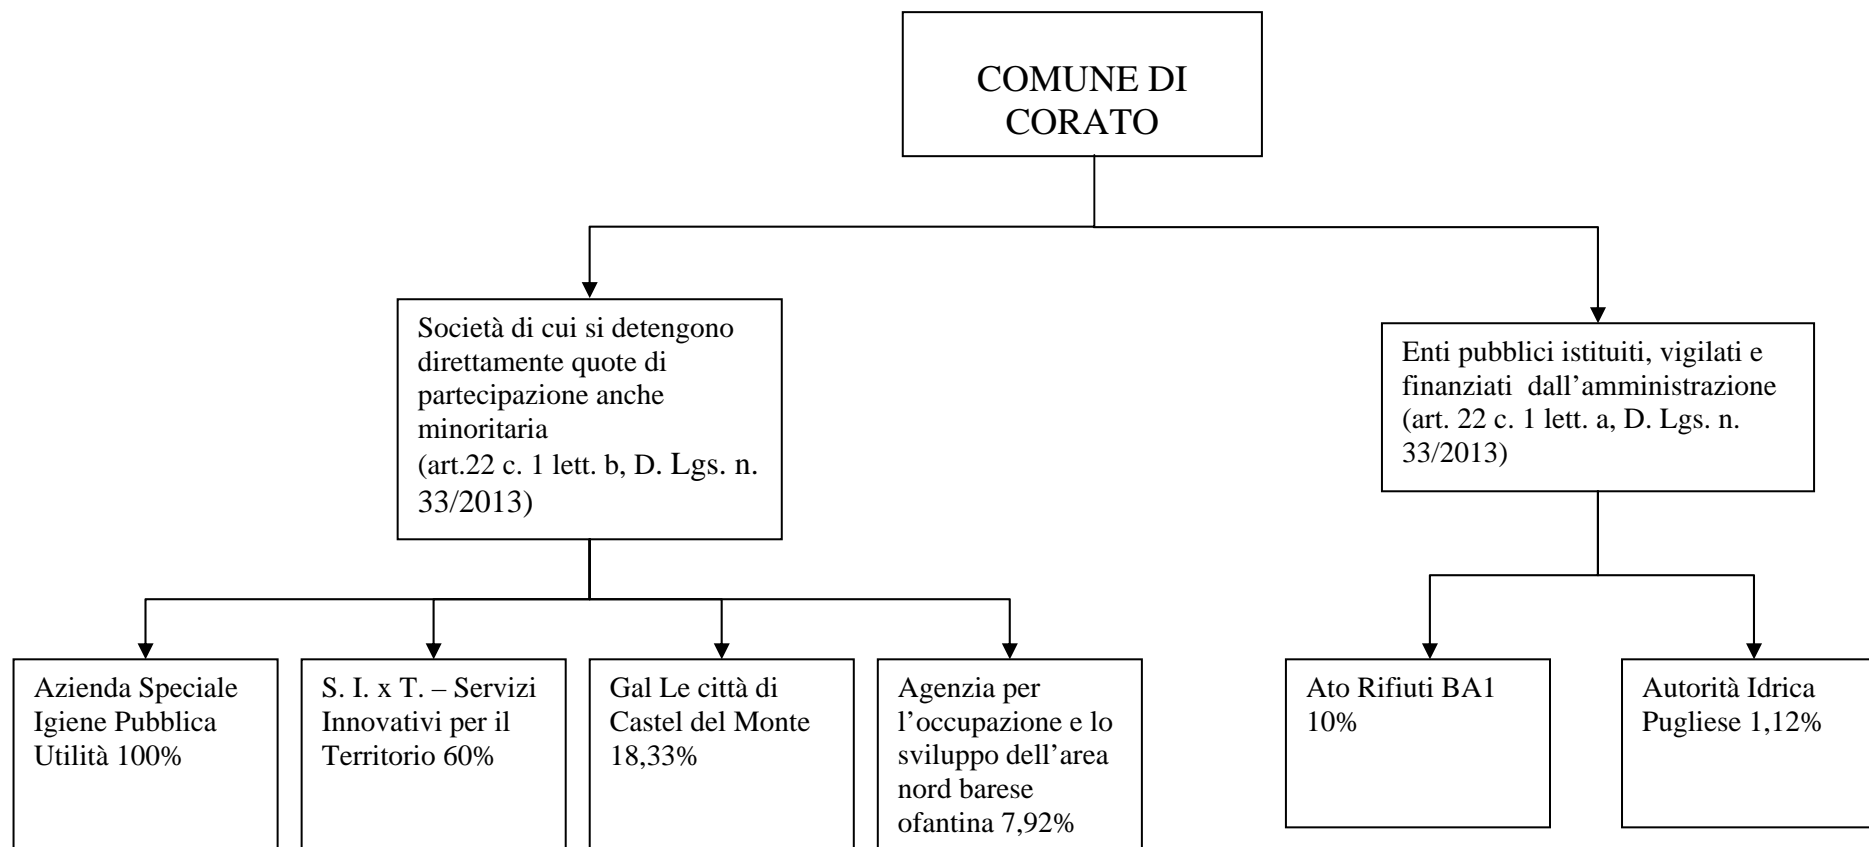 COMUNE DI
CORATO
Società di cui si detengono
direttamente quote di
partecipazione anche
minoritaria
(art.22 c. 1 lett. b, D. Lgs. n.
33/2013)
Enti pubblici istituiti, vigilati e
finanziati  dall’amministrazione
(art. 22 c. 1 lett. a, D. Lgs. n.
33/2013)
Azienda Speciale
Igiene Pubblica
Utilità 100%
S. I. x T. – Servizi
Innovativi per il
Territorio 60%
Gal Le città di
Castel del Monte
18,33%
Agenzia per
l’occupazione e lo
sviluppo dell’area
nord barese
ofantina 7,92%
Ato Rifiuti BA1
10%
Autorità Idrica
Pugliese 1,12%